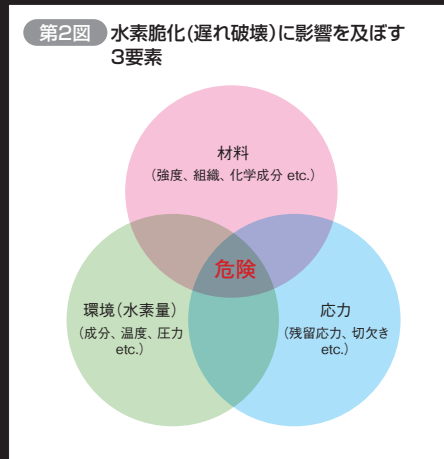 第2図 水素脆化(遅れ破壊)に影響を及ぼす
3要素
材料
(強度、組織、化学成分 etc.)
危険
環境(水素量)
(成分、温度、圧力
etc.)
応力
(残留応力、切欠き
etc.)